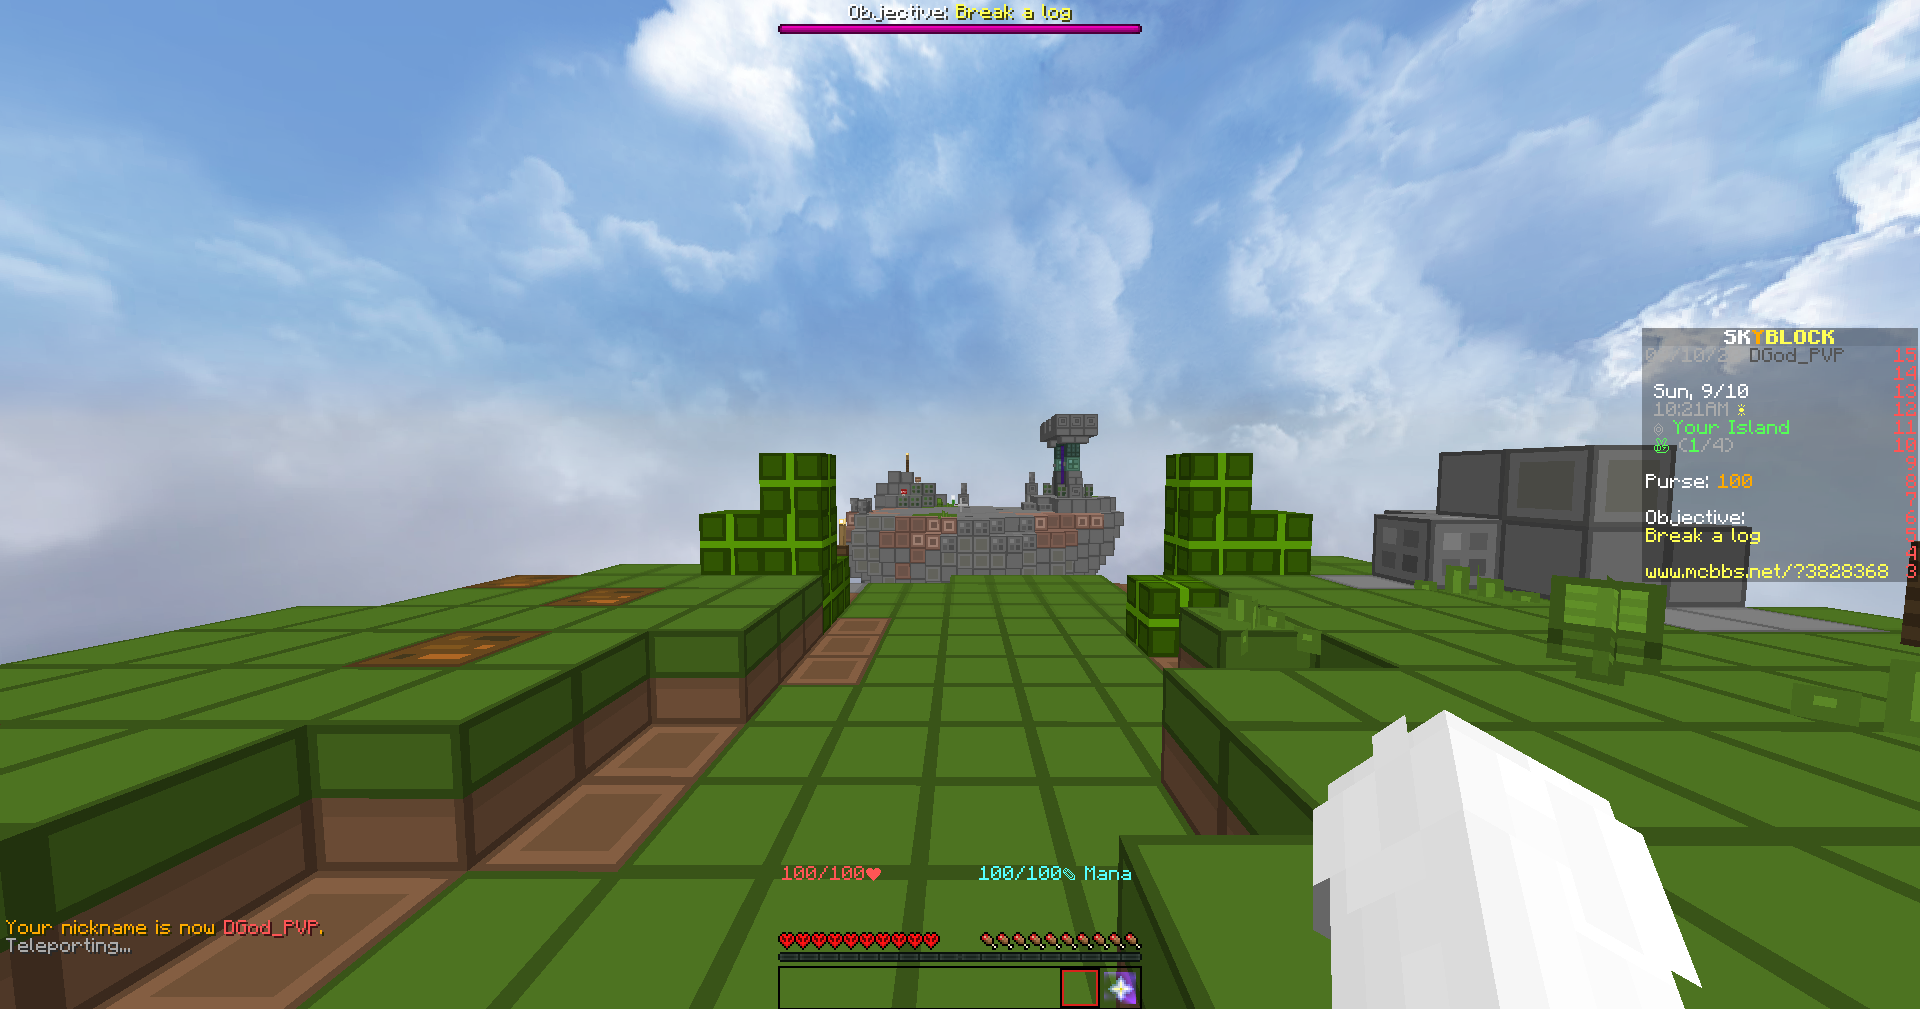 Objective: Break a log
SKYBLOCK
DGod_PVP 15
14
Sun, 9/10 13
10:21AM 12
Your Island 11
(1/4) 10
9
Purse: 100 8
7
Objective: 6
Break a log 5
4
www.mcbbs.net/?3828368 3
100/100 100/100 Mana
Your nickname is now DGod_PVP.
Teleporting...